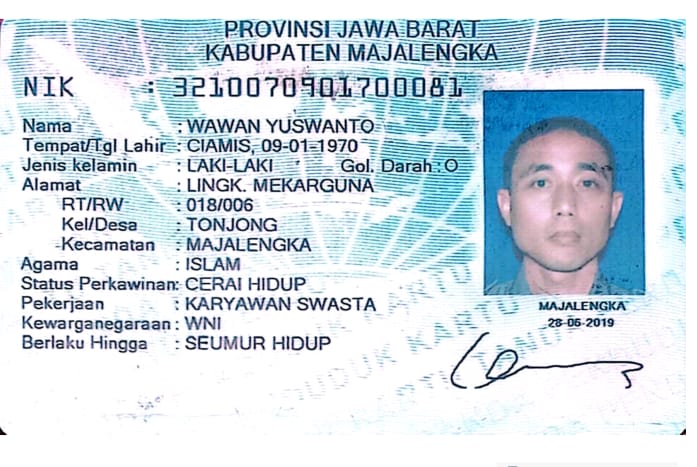 PROVINSI JAWA BARAT
KABUPATEN MAJALENGKA
NIK : 3210070901700081
Nama : WAWAN YUSWANTO
Tempat/Tgl Lahir : CIAMIS, 09-01-1970
Jenis kelamin : LAKI-LAKI Gol. Darah : O
Alamat : LINGK. MEKARGUNA
RT/RW : 018/006
Kel/Desa : TONJONG
Kecamatan : MAJALENGKA
Agama : ISLAM
Status Perkawinan: CERAI HIDUP
Pekerjaan : KARYAWAN SWASTA
Kewarganegaraan : WNI
Berlaku Hingga : SEUMUR HIDUP
MAJALENGKA
28-05-2019